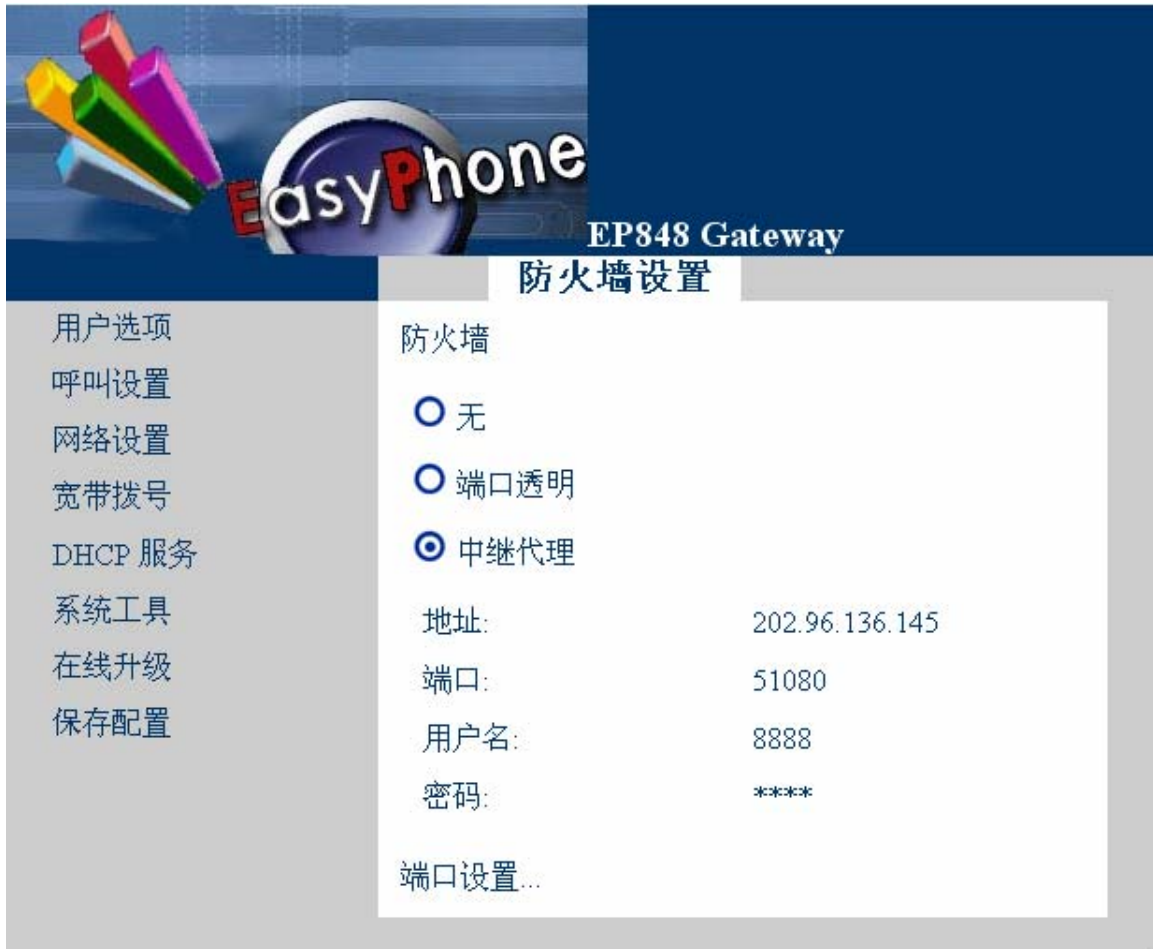 EasyPhone
EP848 Gateway
防火墙设置
用户选项
呼叫设置
网络设置
宽带拨号
DHCP 服务
系统工具
在线升级
保存配置
防火墙
无
端口透明
中继代理
地址: 202.96.136.145
端口: 51080
用户名: 8888
密码: ****
端口设置...